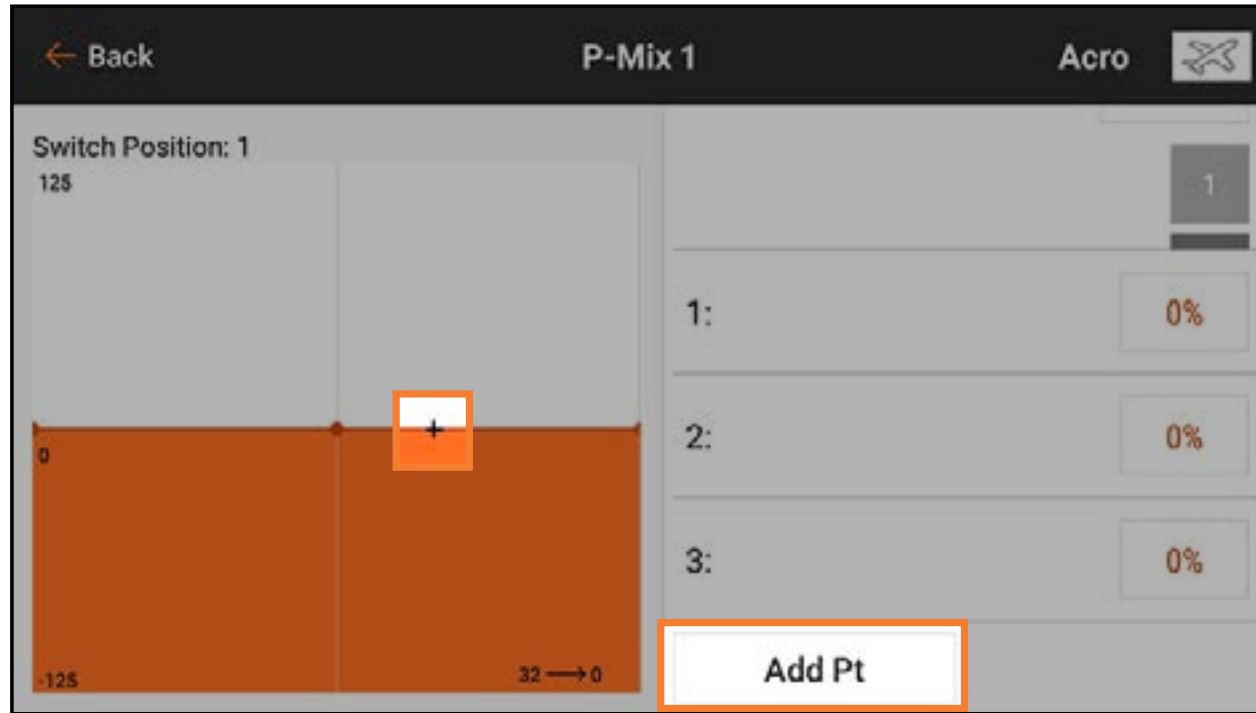 ← Back
P-Mix 1
Acro
Switch Position: 1
125
0
-125
32 → 0
1
1: 0%
2: 0%
3: 0%
Add Pt